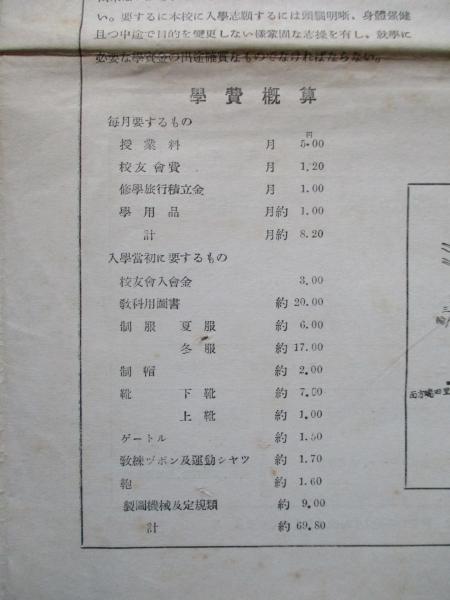 い。要するに本校に入學志願するには頭腦明晰、身體强健
且つ中途で目的を變更しない樣鞏固な志操を有し、就學に
必要な學資金の出途確實なものでなければならない。
學費概算
每月要するもの
授業料 月 5.00円
校友會費 月 1.20
修學旅行積立金 月 1.00
學用品 月約 1.00
計 月約 8.20
入學當初に要するもの
校友會入會金 3.00
敎科用圖書 約 20.00
制服 夏服 約 6.00
冬服 約 17.00
制帽 約 2.00
靴 下靴 約 7.00
上靴 約 1.00
ゲートル 約 1.50
敎練ヅボン及運動シヤツ 約 1.70
鞄 約 1.60
製圖機械及定規類 約 9.00
計 約 69.80